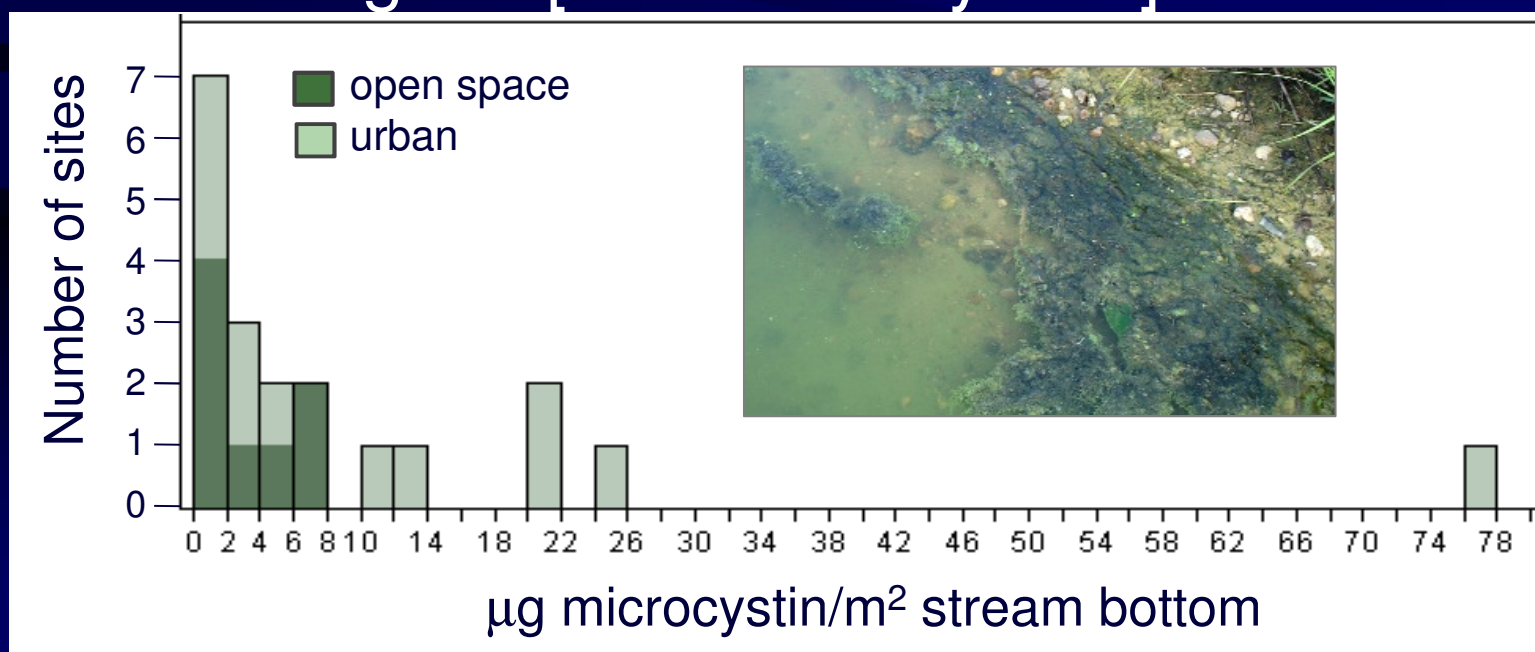 7
6
5
4
3
2
1
0
Number of sites
open space
urban
0 2 4 6 8 10 14 18 22 26 30 34 38 42 46 50 54 58 62 66 70 74 78
µg microcystin/m² stream bottom